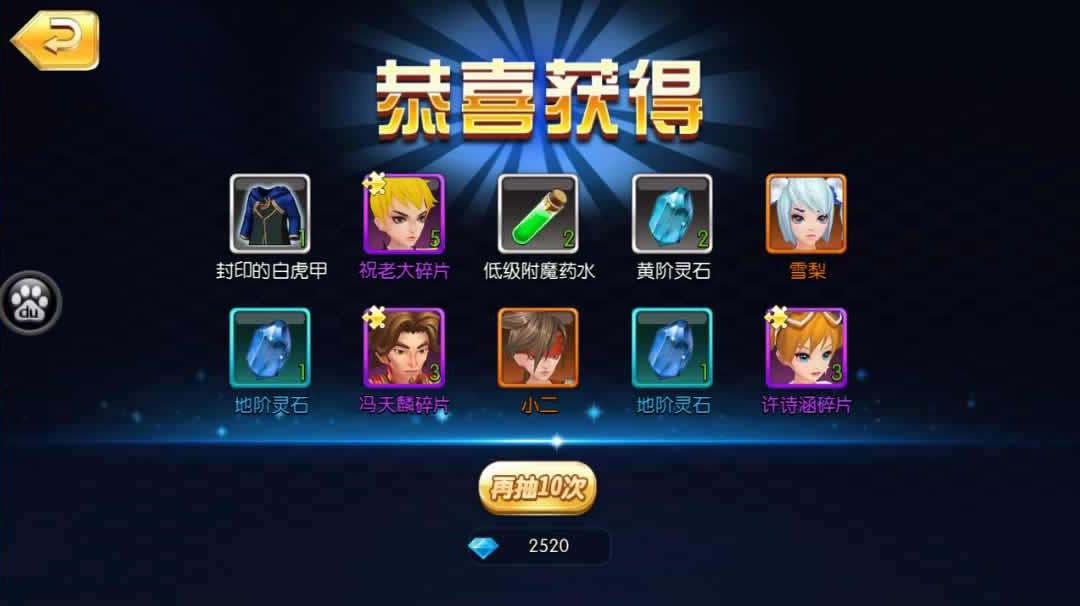 恭喜获得
1 5 2 2
封印的白虎甲 祝老大碎片 低级附魔药水 黄阶灵石 雪梨
1 3 1 3
地阶灵石 冯天麟碎片 小二 地阶灵石 许诗涵碎片
du
再抽10次
2520